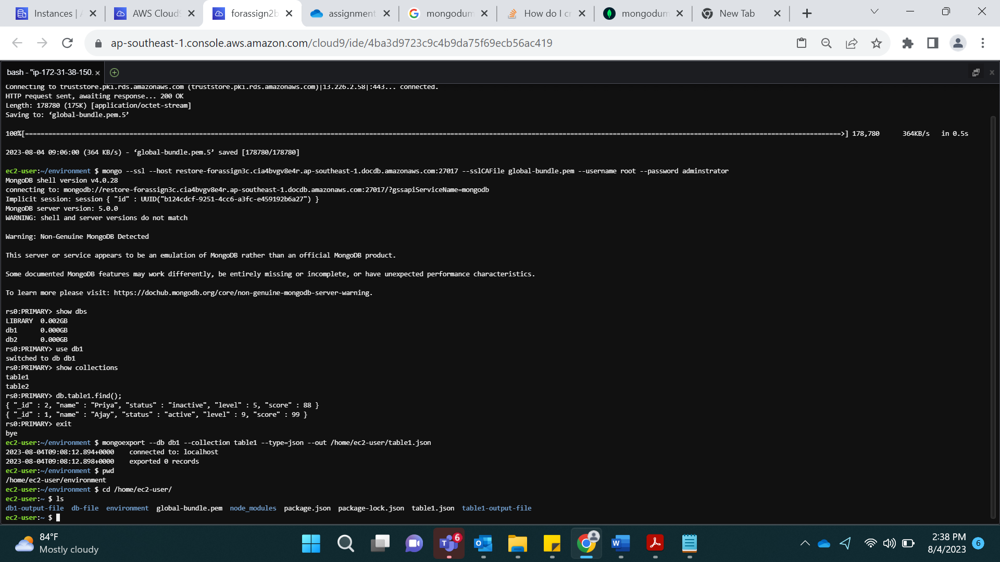 Instances | A
AWS Cloud9
forassign2b
assignment
mongodum
How do I cr
mongodum
New Tab
ap-southeast-1.console.aws.amazon.com/cloud9/ide/4ba3d9723c9c4b9da75f69ecb56ac419
bash - "ip-172-31-38-150.
Connecting to truststore.pki.rds.amazonaws.com (truststore.pki.rds.amazonaws.com)|13.226.2.58|:443... connected.
HTTP request sent, awaiting response... 200 OK
Length: 178780 (175K) [application/octet-stream]
Saving to: ‘global-bundle.pem.5’
100%[=====================================================>] 178,780 364KB/s in 0.5s
2023-08-04 09:06:00 (364 KB/s) - ‘global-bundle.pem.5’ saved [178780/178780]
ec2-user:~/environment $ mongo --ssl --host restore-forassign3c.cia4bvgv8e4r.ap-southeast-1.docdb.amazonaws.com:27017 --sslCAFile global-bundle.pem --username root --password adminstrator
MongoDB shell version v4.0.28
connecting to: mongodb://restore-forassign3c.cia4bvgv8e4r.ap-southeast-1.docdb.amazonaws.com:27017/?gssapiServiceName=mongodb
Implicit session: session { "id" : UUID("b124cdcf-9251-4cc6-a3fc-e459192b6a27") }
MongoDB server version: 5.0.0
WARNING: shell and server versions do not match
Warning: Non-Genuine MongoDB Detected
This server or service appears to be an emulation of MongoDB rather than an official MongoDB product.
Some documented MongoDB features may work differently, be entirely missing or incomplete, or have unexpected performance characteristics.
To learn more please visit: https://dochub.mongodb.org/core/non-genuine-mongodb-server-warning.
rs0:PRIMARY> show dbs
LIBRARY  0.002GB
db1      0.000GB
db2      0.000GB
rs0:PRIMARY> use db1
switched to db db1
rs0:PRIMARY> show collections
table1
table2
rs0:PRIMARY> db.table1.find();
{ "_id" : 2, "name" : "Priya", "status" : "inactive", "level" : 5, "score" : 88 }
{ "_id" : 1, "name" : "Ajay", "status" : "active", "level" : 9, "score" : 99 }
rs0:PRIMARY> exit
bye
ec2-user:~/environment $ mongoexport --db db1 --collection table1 --type=json --out /home/ec2-user/table1.json
2023-08-04T09:08:12.894+0000    connected to: localhost
2023-08-04T09:08:12.898+0000    exported 0 records
ec2-user:~/environment $ pwd
/home/ec2-user/environment
ec2-user:~/environment $ cd /home/ec2-user/
ec2-user:~ $ ls
db1-output-file  db-file  environment  global-bundle.pem  node_modules  package.json  package-lock.json  table1.json  table1-output-file
ec2-user:~ $
84°F
Mostly cloudy
6
2:38 PM
8/4/2023
6